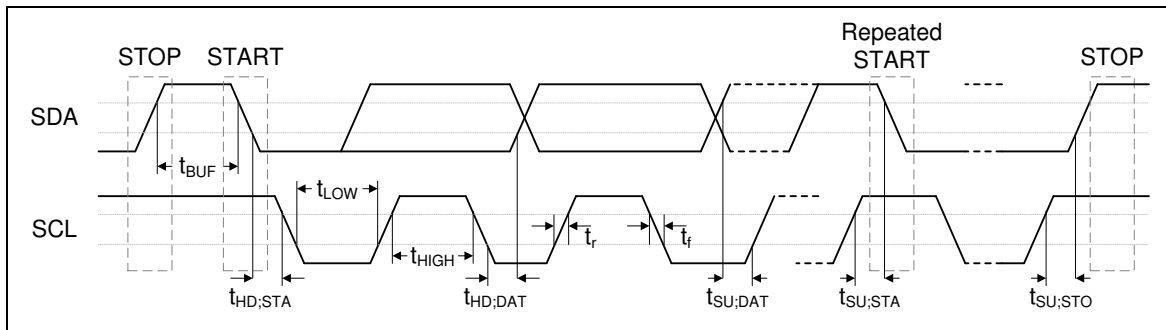 STOP
START
Repeated
START
STOP
SDA
tBUF
tLOW
SCL
tHIGH
tr
tf
tHD;STA
tHD;DAT
tSU;DAT
tSU;STA
tSU;STO